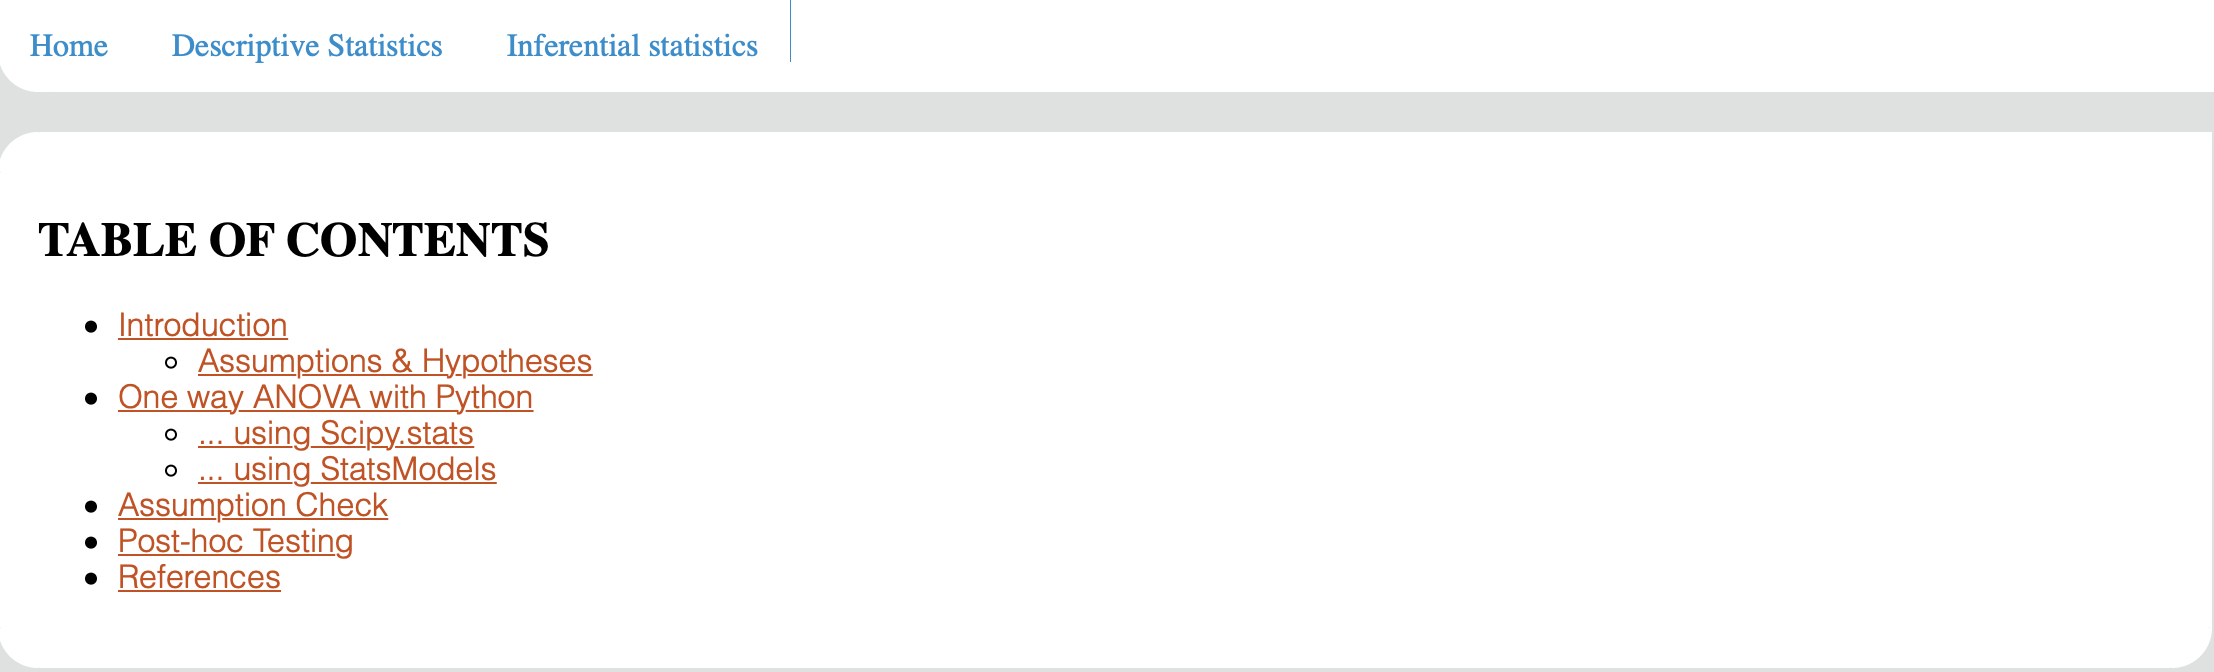 Home Descriptive Statistics Inferential statistics
TABLE OF CONTENTS
Introduction
Assumptions & Hypotheses
One way ANOVA with Python
... using Scipy.stats
... using StatsModels
Assumption Check
Post-hoc Testing
References